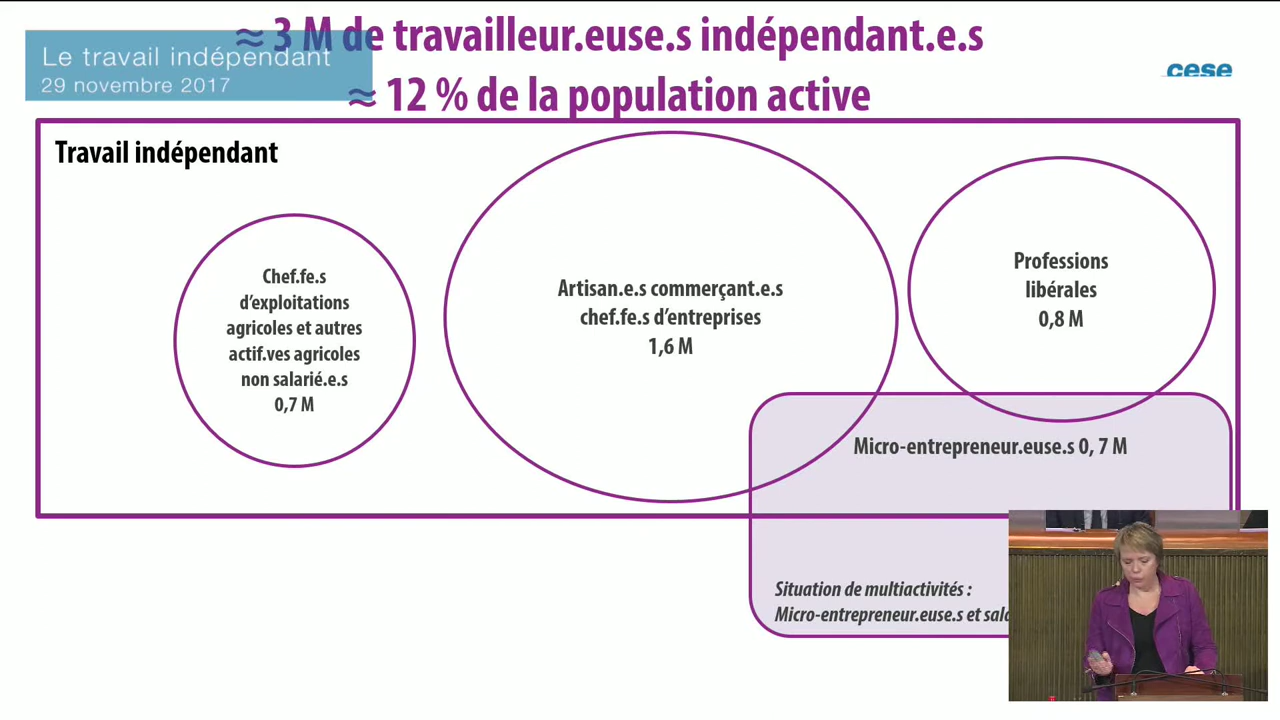 ≈ 3 M de travailleur.euse.s indépendant.e.s
Le travail indépendant
29 novembre 2017
cese
≈ 12 % de la population active
Travail indépendant
Chef.fe.s
d'exploitations
agricoles et autres
actif.ves agricoles
non salarié.e.s
0,7 M
Artisan.e.s commerçant.e.s
chef.fe.s d'entreprises
1,6 M
Professions
libérales
0,8 M
Micro-entrepreneur.euse.s 0, 7 M
Situation de multiactivités :
Micro-entrepreneur.euse.s et